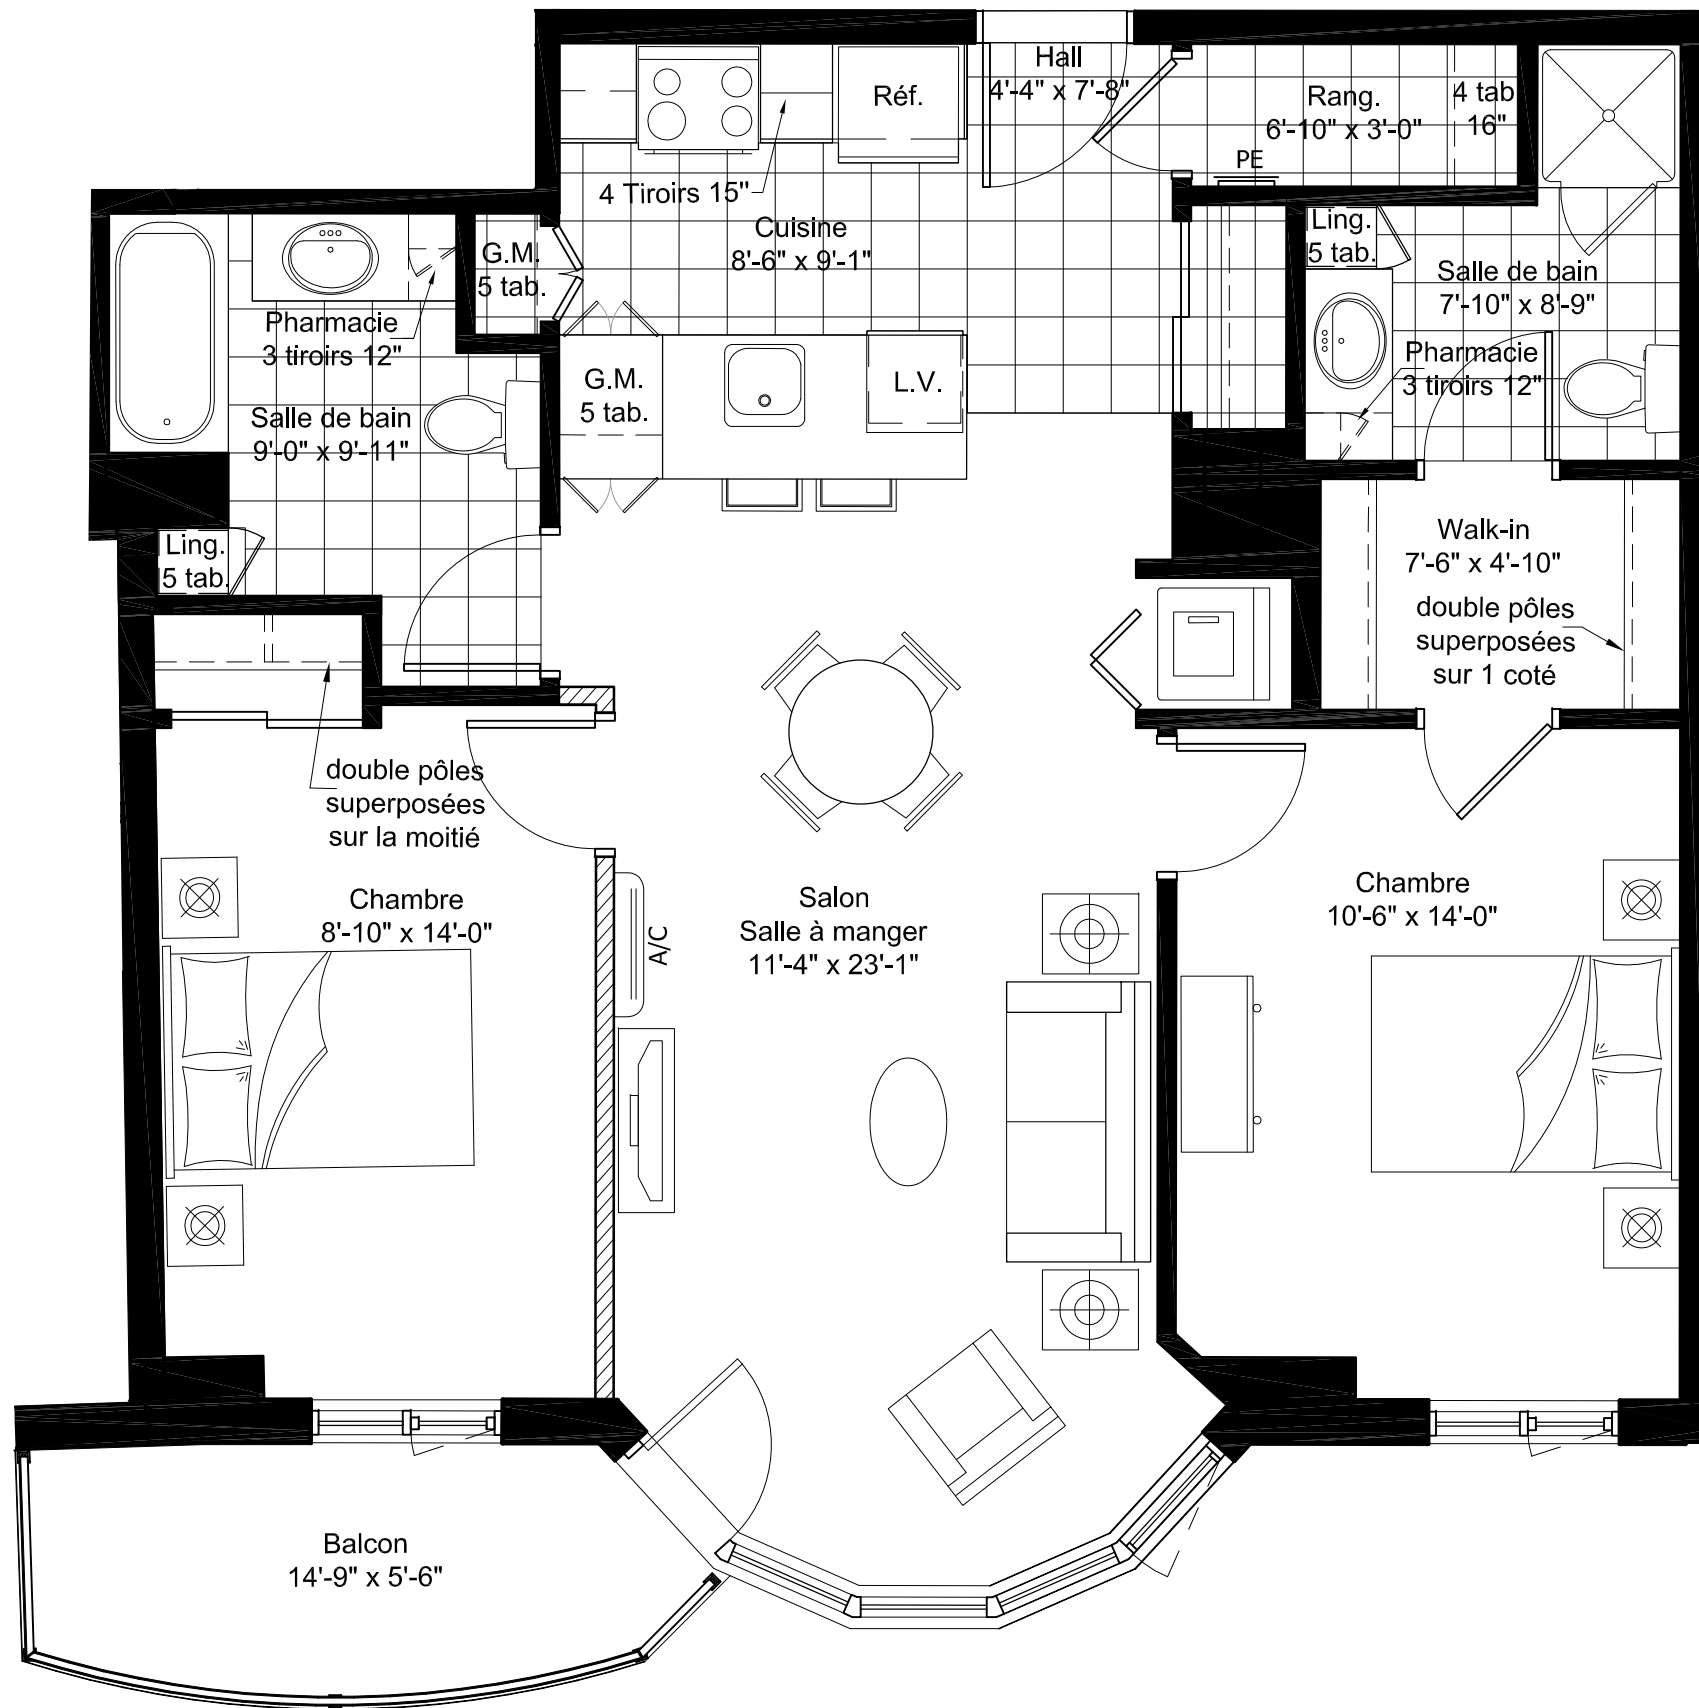 Hall
4'-4" x 7'-8"
Réf.
Rang.
6'-10" x 3'-0"
4 tab
16"
PE
4 Tiroirs 15"
Cuisine
8'-6" x 9'-1"
G.M.
5 tab.
Ling.
5 tab.
Salle de bain
7'-10" x 8'-9"
Pharmacie
3 tiroirs 12"
Pharmacie
3 tiroirs 12"
G.M.
5 tab.
L.V.
Salle de bain
9'-0" x 9'-11"
Ling.
5 tab.
Walk-in
7'-6" x 4'-10"
double pôles
superposées
sur 1 coté
double pôles
superposées
sur la moitié
Chambre
8'-10" x 14'-0"
A/C
Salon
Salle à manger
11'-4" x 23'-1"
Chambre
10'-6" x 14'-0"
Balcon
14'-9" x 5'-6"